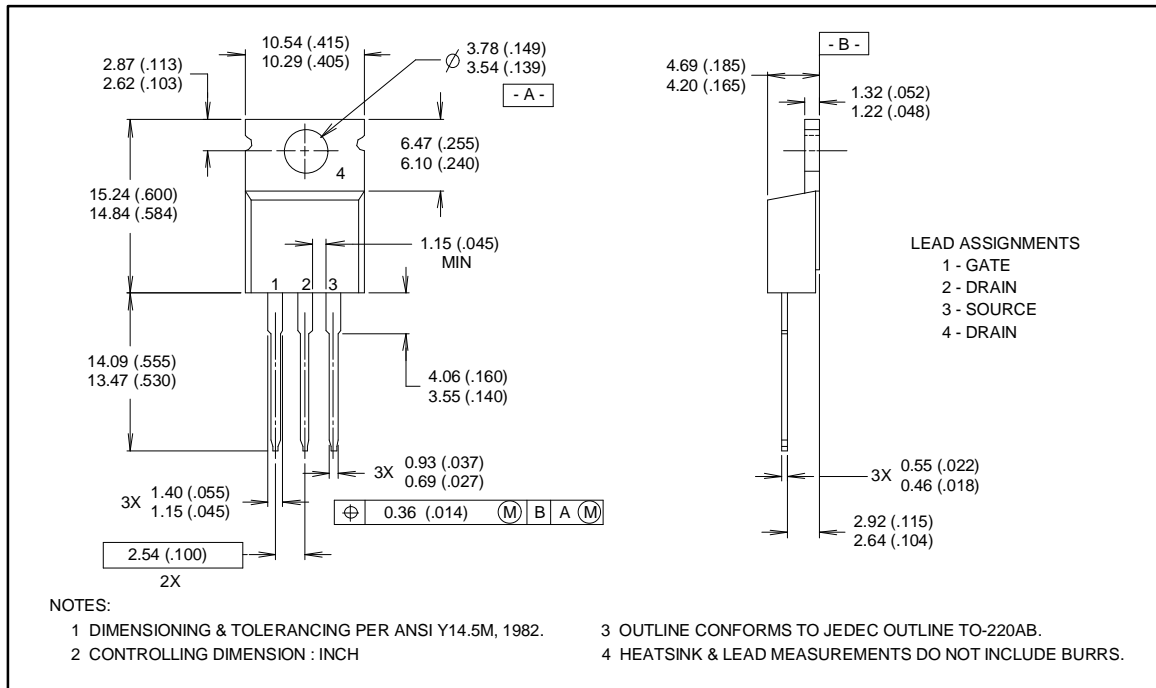 10.54 (.415)
10.29 (.405)
2.87 (.113)
2.62 (.103)
ø 3.78 (.149)
3.54 (.139)
- A -
6.47 (.255)
6.10 (.240)
4
15.24 (.600)
14.84 (.584)
1.15 (.045)
MIN
1 2 3
14.09 (.555)
13.47 (.530)
4.06 (.160)
3.55 (.140)
3X 0.93 (.037)
0.69 (.027)
3X 1.40 (.055)
1.15 (.045)
⌖ 0.36 (.014) Ⓜ B A Ⓜ
2.54 (.100)
2X
- B -
4.69 (.185)
4.20 (.165)
1.32 (.052)
1.22 (.048)
LEAD ASSIGNMENTS
1 - GATE
2 - DRAIN
3 - SOURCE
4 - DRAIN
3X 0.55 (.022)
0.46 (.018)
2.92 (.115)
2.64 (.104)
NOTES:
1 DIMENSIONING & TOLERANCING PER ANSI Y14.5M, 1982.
2 CONTROLLING DIMENSION : INCH
3 OUTLINE CONFORMS TO JEDEC OUTLINE TO-220AB.
4 HEATSINK & LEAD MEASUREMENTS DO NOT INCLUDE BURRS.